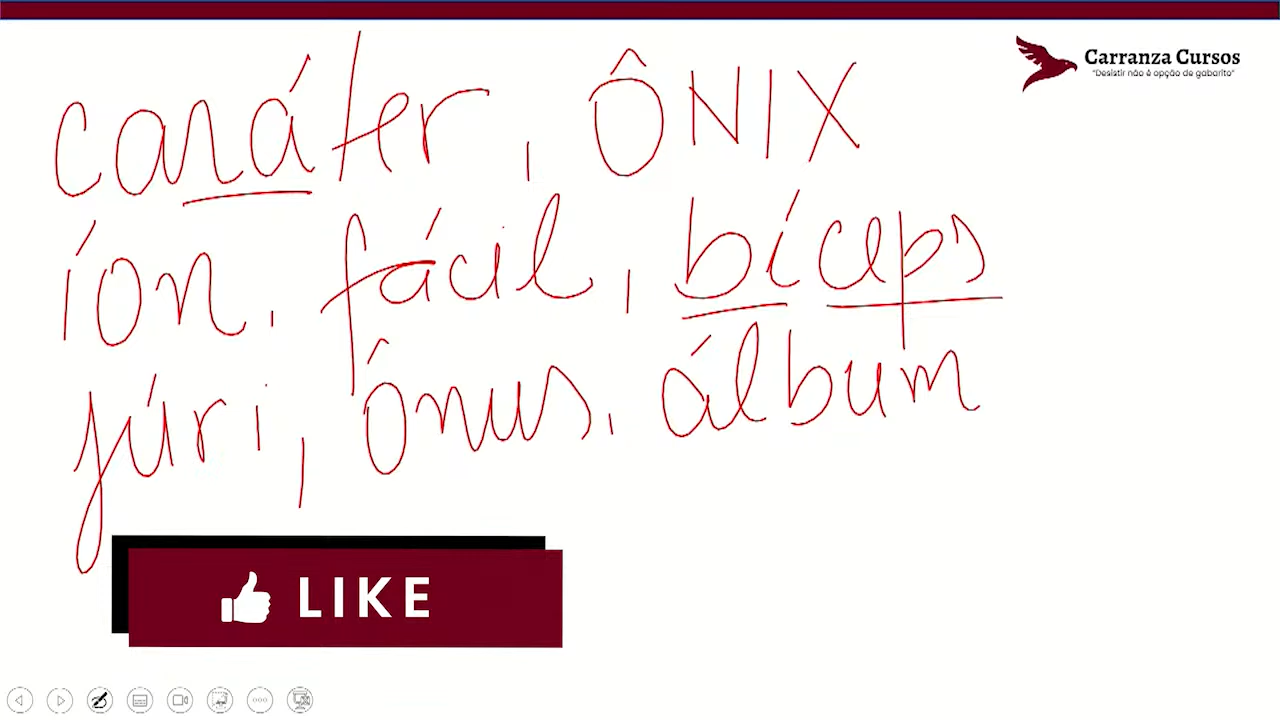 Carranza Cursos
"Desistir não é opção de gabarito"
caráter, ÔNIX
íon, fácil, bíceps
júri, Ônus, álbum
LIKE